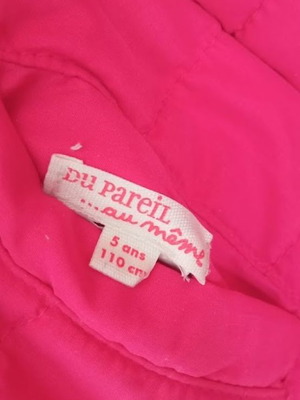 Du Pareil
...au même
5 ans
110 cm